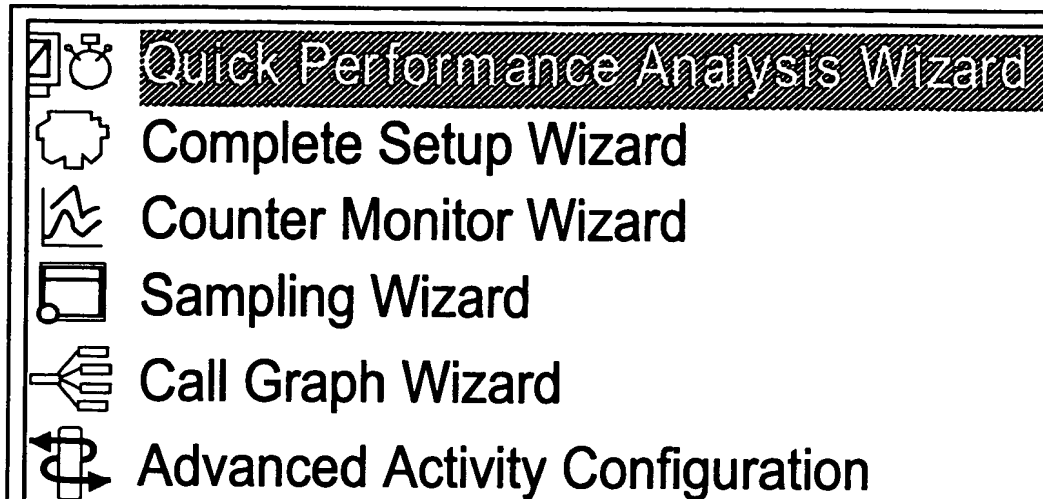 Quick Performance Analysis Wizard
Complete Setup Wizard
Counter Monitor Wizard
Sampling Wizard
Call Graph Wizard
Advanced Activity Configuration